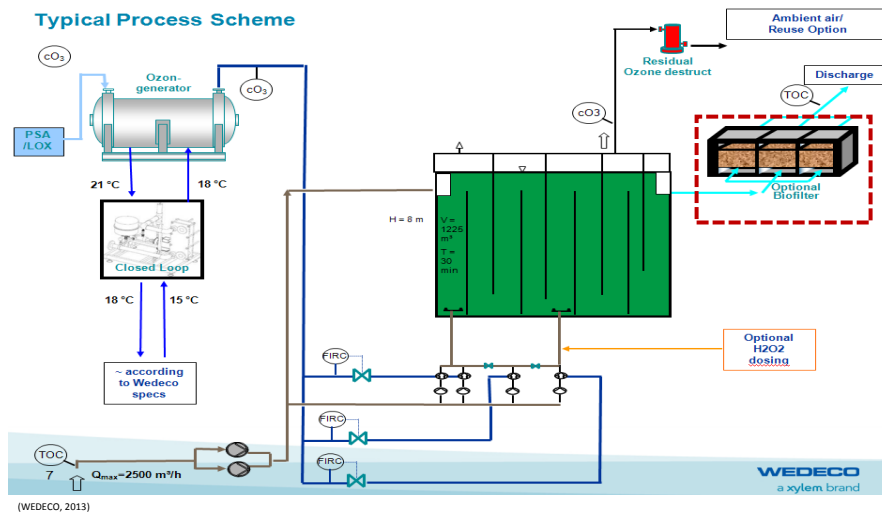 Typical Process Scheme
cO₃
Ozon-
generator
cO₃
PSA
/LOX
21 °C
18 °C
Closed Loop
18 °C
15 °C
~ according
to Wedeco
specs
Ambient air/
Reuse Option
Residual
Ozone destruct
Discharge
TOC
cO3
Optional
Biofilter
H = 8 m
V =
1225
m³
T =
30
min
Optional
H2O2
dosing
FIRC
FIRC
FIRC
TOC
7
Qmax=2500 m³/h
WEDECO
a xylem brand
(WEDECO, 2013)